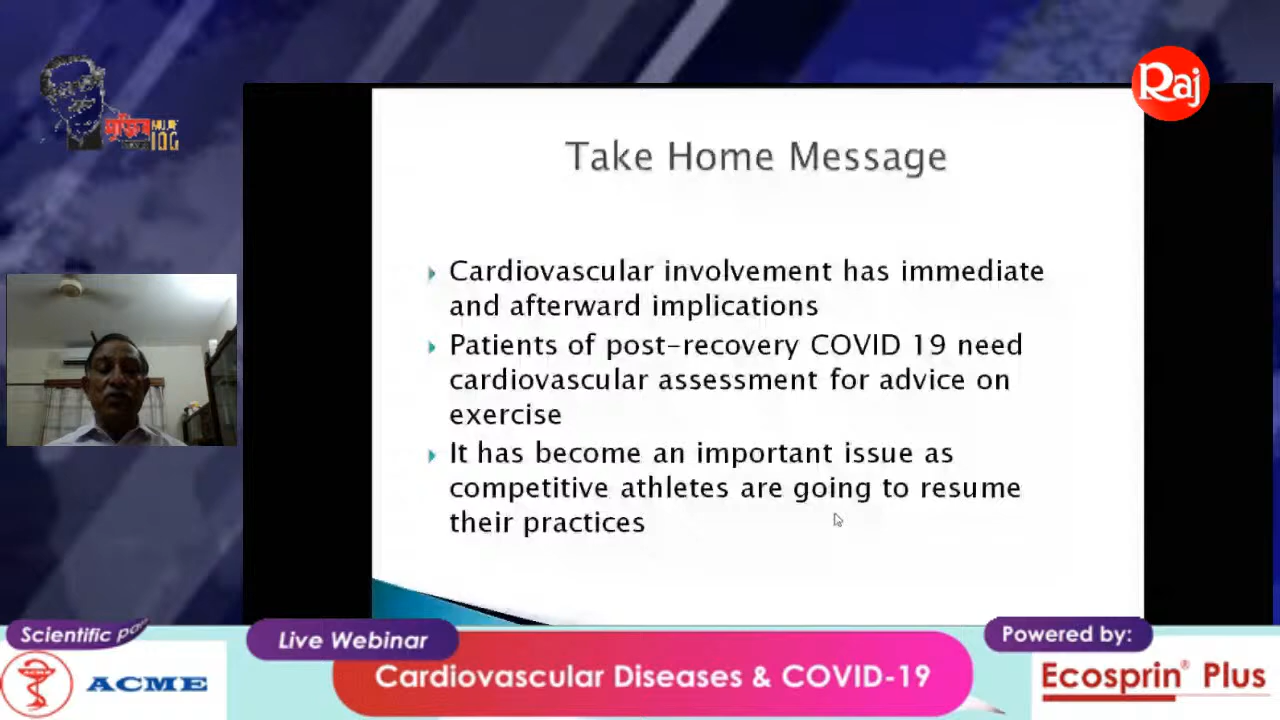 মুজিব
100
Raj
Take Home Message
Cardiovascular involvement has immediate
and afterward implications
Patients of post-recovery COVID 19 need
cardiovascular assessment for advice on
exercise
It has become an important issue as
competitive athletes are going to resume
their practices
Scientific
Live Webinar
Powered by:
ACME
Cardiovascular Diseases & COVID-19
Ecosprin® Plus